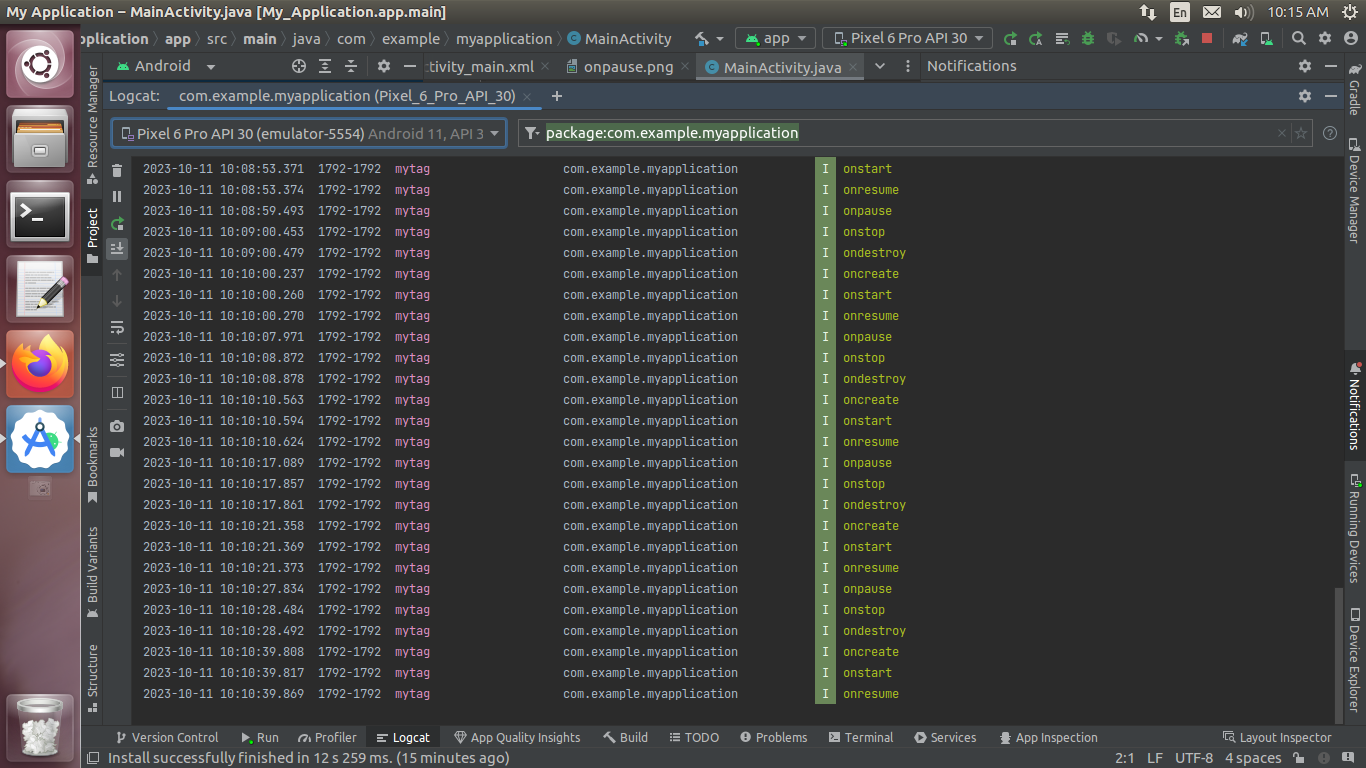 My Application – MainActivity.java [My_Application.app.main]
En
10:15 AM
pplication
app
src
main
java
com
example
myapplication
MainActivity
app
Pixel 6 Pro API 30
Android
tivity_main.xml
onpause.png
MainActivity.java
Notifications
Logcat:
com.example.myapplication (Pixel_6_Pro_API_30)
Pixel 6 Pro API 30 (emulator-5554) Android 11, API 3
package:com.example.myapplication
2023-10-11 10:08:53.371 1792-1792 mytag com.example.myapplication I onstart
2023-10-11 10:08:53.374 1792-1792 mytag com.example.myapplication I onresume
2023-10-11 10:08:59.493 1792-1792 mytag com.example.myapplication I onpause
2023-10-11 10:09:00.453 1792-1792 mytag com.example.myapplication I onstop
2023-10-11 10:09:00.479 1792-1792 mytag com.example.myapplication I ondestroy
2023-10-11 10:10:00.237 1792-1792 mytag com.example.myapplication I oncreate
2023-10-11 10:10:00.260 1792-1792 mytag com.example.myapplication I onstart
2023-10-11 10:10:00.270 1792-1792 mytag com.example.myapplication I onresume
2023-10-11 10:10:07.971 1792-1792 mytag com.example.myapplication I onpause
2023-10-11 10:10:08.872 1792-1792 mytag com.example.myapplication I onstop
2023-10-11 10:10:08.878 1792-1792 mytag com.example.myapplication I ondestroy
2023-10-11 10:10:10.563 1792-1792 mytag com.example.myapplication I oncreate
2023-10-11 10:10:10.594 1792-1792 mytag com.example.myapplication I onstart
2023-10-11 10:10:10.624 1792-1792 mytag com.example.myapplication I onresume
2023-10-11 10:10:17.089 1792-1792 mytag com.example.myapplication I onpause
2023-10-11 10:10:17.857 1792-1792 mytag com.example.myapplication I onstop
2023-10-11 10:10:17.861 1792-1792 mytag com.example.myapplication I ondestroy
2023-10-11 10:10:21.358 1792-1792 mytag com.example.myapplication I oncreate
2023-10-11 10:10:21.369 1792-1792 mytag com.example.myapplication I onstart
2023-10-11 10:10:21.373 1792-1792 mytag com.example.myapplication I onresume
2023-10-11 10:10:27.834 1792-1792 mytag com.example.myapplication I onpause
2023-10-11 10:10:28.484 1792-1792 mytag com.example.myapplication I onstop
2023-10-11 10:10:28.492 1792-1792 mytag com.example.myapplication I ondestroy
2023-10-11 10:10:39.808 1792-1792 mytag com.example.myapplication I oncreate
2023-10-11 10:10:39.817 1792-1792 mytag com.example.myapplication I onstart
2023-10-11 10:10:39.869 1792-1792 mytag com.example.myapplication I onresume
Resource Manager
Project
Bookmarks
Build Variants
Structure
Gradle
Device Manager
Notifications
Running Devices
Device Explorer
Version Control
Run
Profiler
Logcat
App Quality Insights
Build
TODO
Problems
Terminal
Services
App Inspection
Layout Inspector
Install successfully finished in 12 s 259 ms. (15 minutes ago)
2:1 LF UTF-8 4 spaces